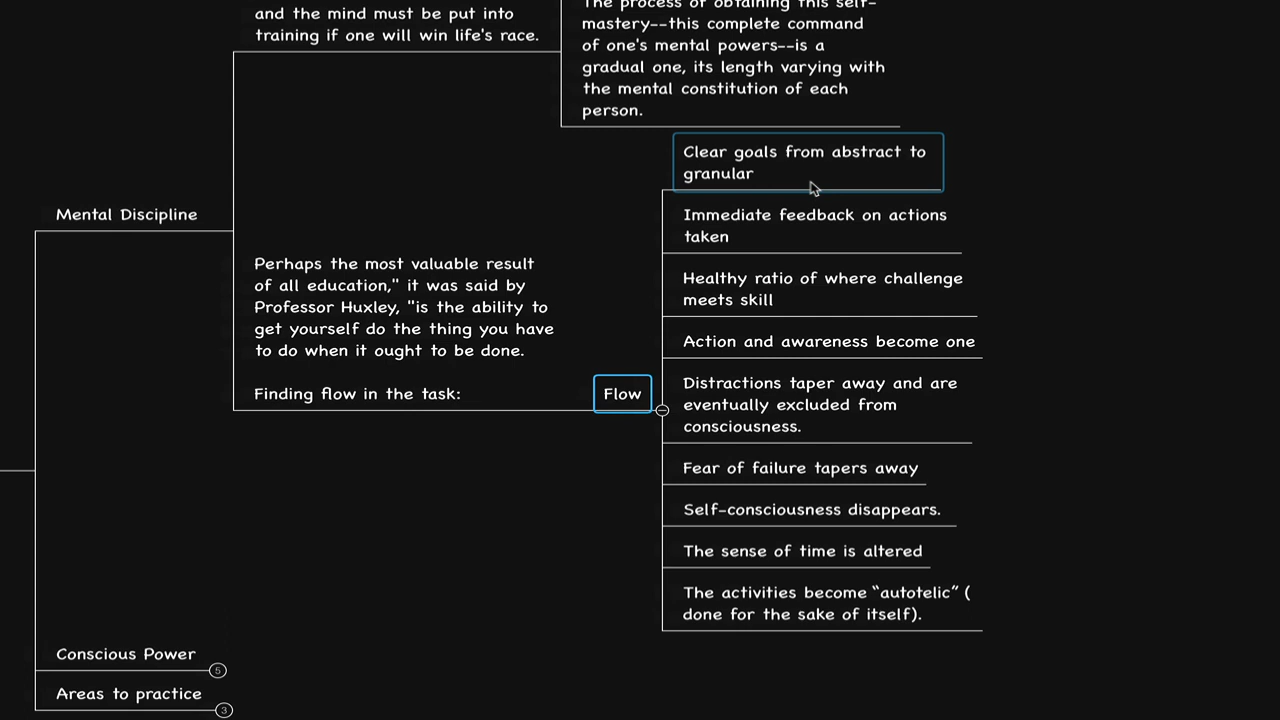 and the mind must be put into
training if one will win life's race.
The process of obtaining this self-
mastery--this complete command
of one's mental powers--is a
gradual one, its length varying with
the mental constitution of each
person.
Mental Discipline
Perhaps the most valuable result
of all education," it was said by
Professor Huxley, "is the ability to
get yourself do the thing you have
to do when it ought to be done.
Finding flow in the task:
Flow
Clear goals from abstract to
granular
Immediate feedback on actions
taken
Healthy ratio of where challenge
meets skill
Action and awareness become one
Distractions taper away and are
eventually excluded from
consciousness.
Fear of failure tapers away
Self-consciousness disappears.
The sense of time is altered
The activities become “autotelic” (
done for the sake of itself).
Conscious Power
5
Areas to practice
3